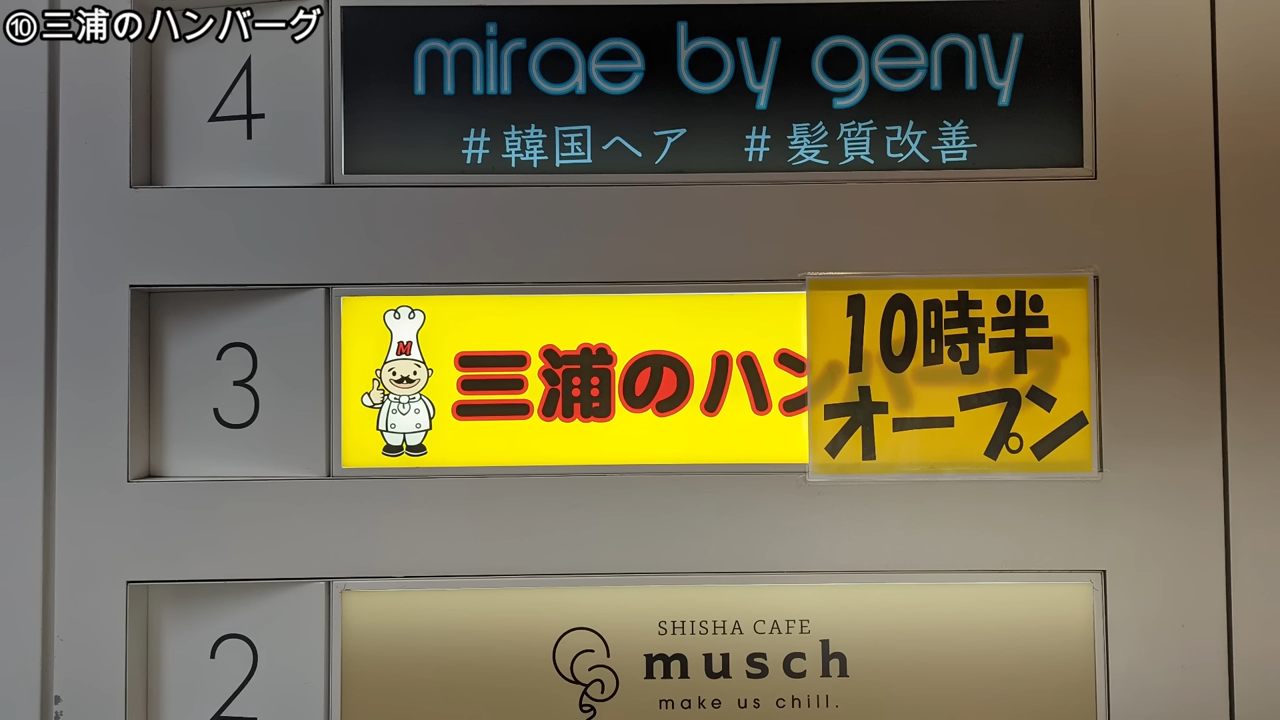 ⑩三浦のハンバーグ
4
mirae by geny
#韓国ヘア #髪質改善
3
M
三浦のハン
10時半
オープン
2
SHISHA CAFE
musch
make us chill.